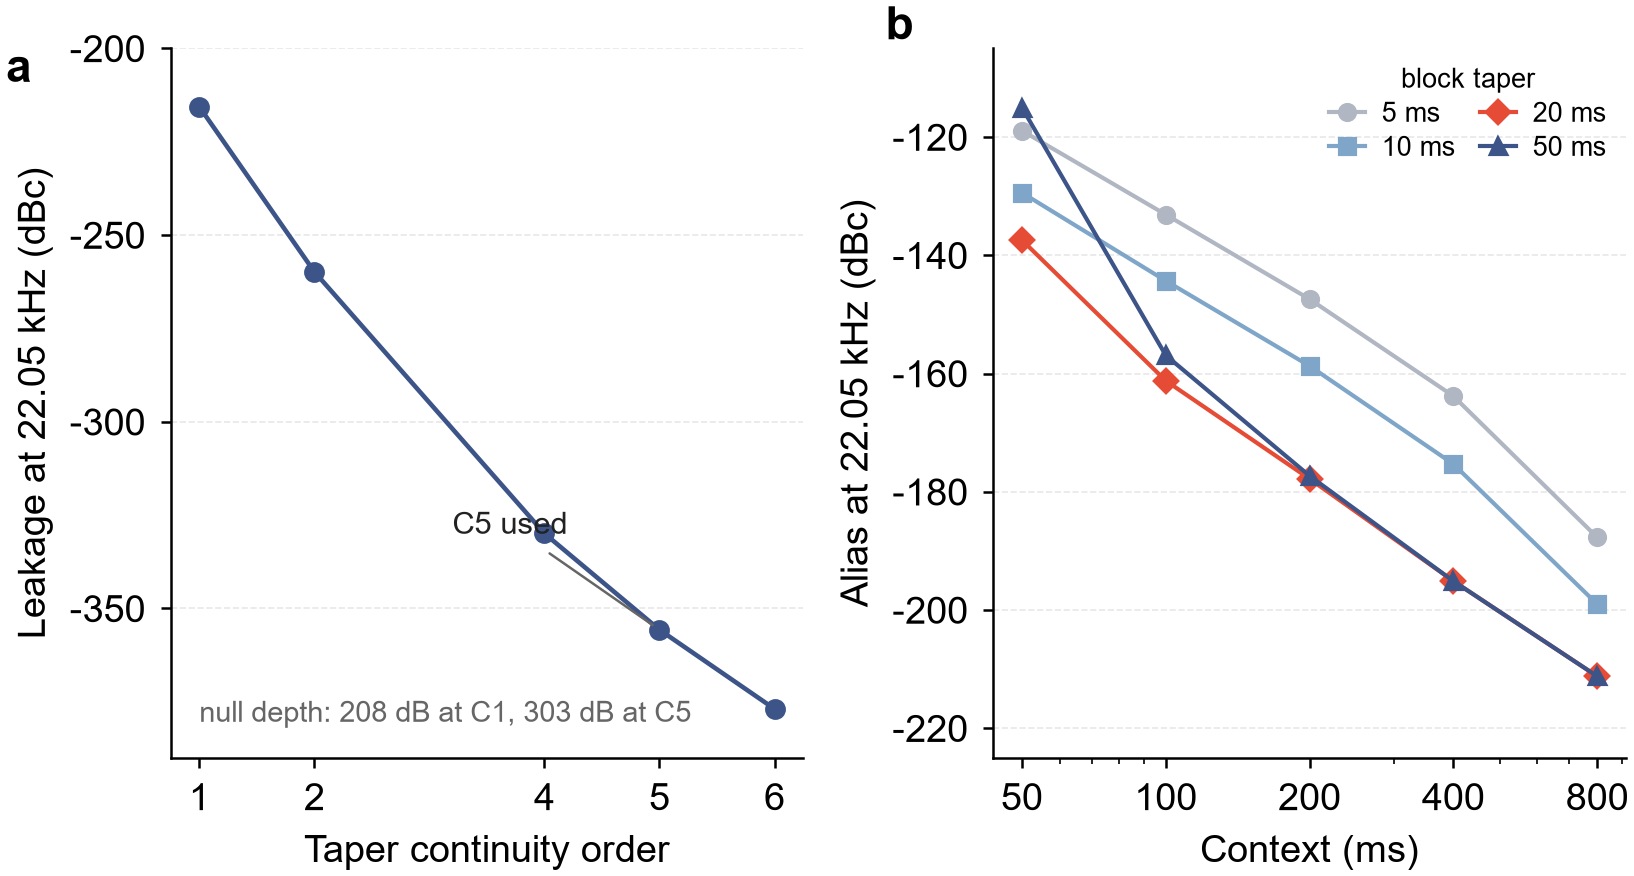 a
-200
-250
-300
-350
Leakage at 22.05 kHz (dBc)
C5 used
null depth: 208 dB at C1, 303 dB at C5
1 2 4 5 6
Taper continuity order
b
block taper
5 ms 20 ms
10 ms 50 ms
-120
-140
-160
-180
-200
-220
Alias at 22.05 kHz (dBc)
50 100 200 400 800
Context (ms)